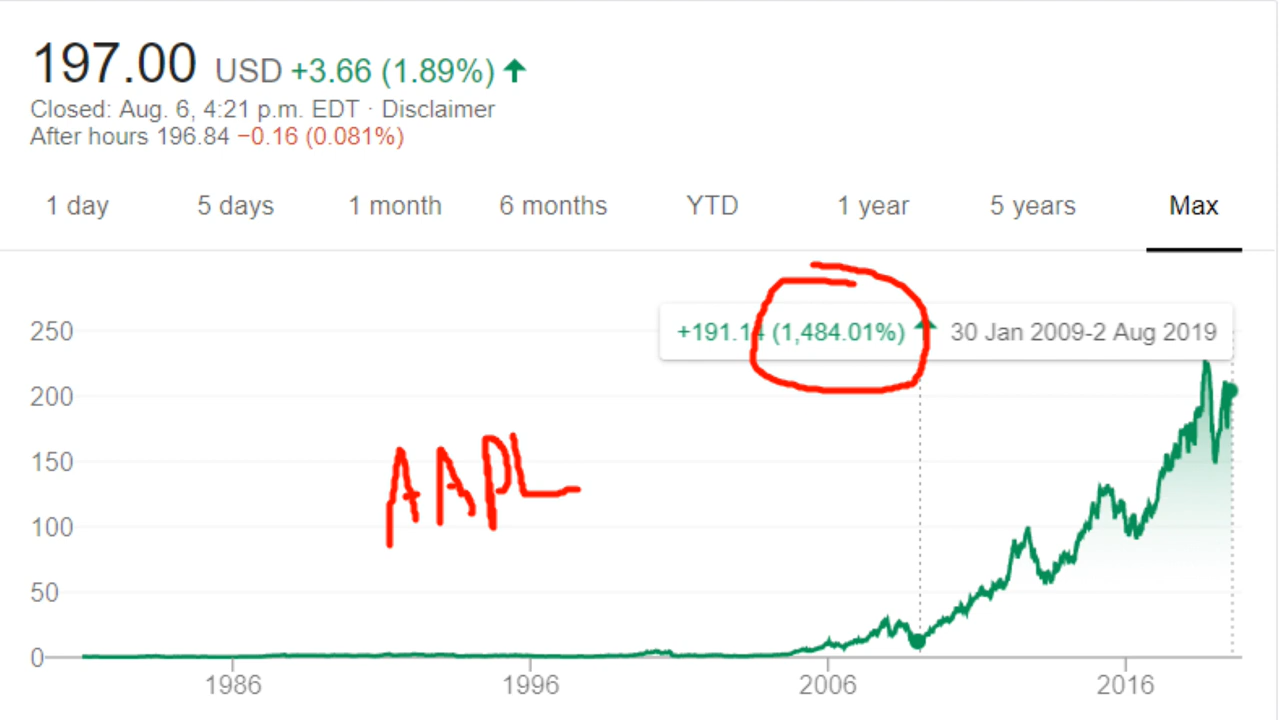 197.00 USD +3.66 (1.89%)
Closed: Aug. 6, 4:21 p.m. EDT · Disclaimer
After hours 196.84 −0.16 (0.081%)
1 day 5 days 1 month 6 months YTD 1 year 5 years Max
+191.14 (1,484.01%) 30 Jan 2009-2 Aug 2019
250
200
150
AAPL
100
50
0
1986 1996 2006 2016